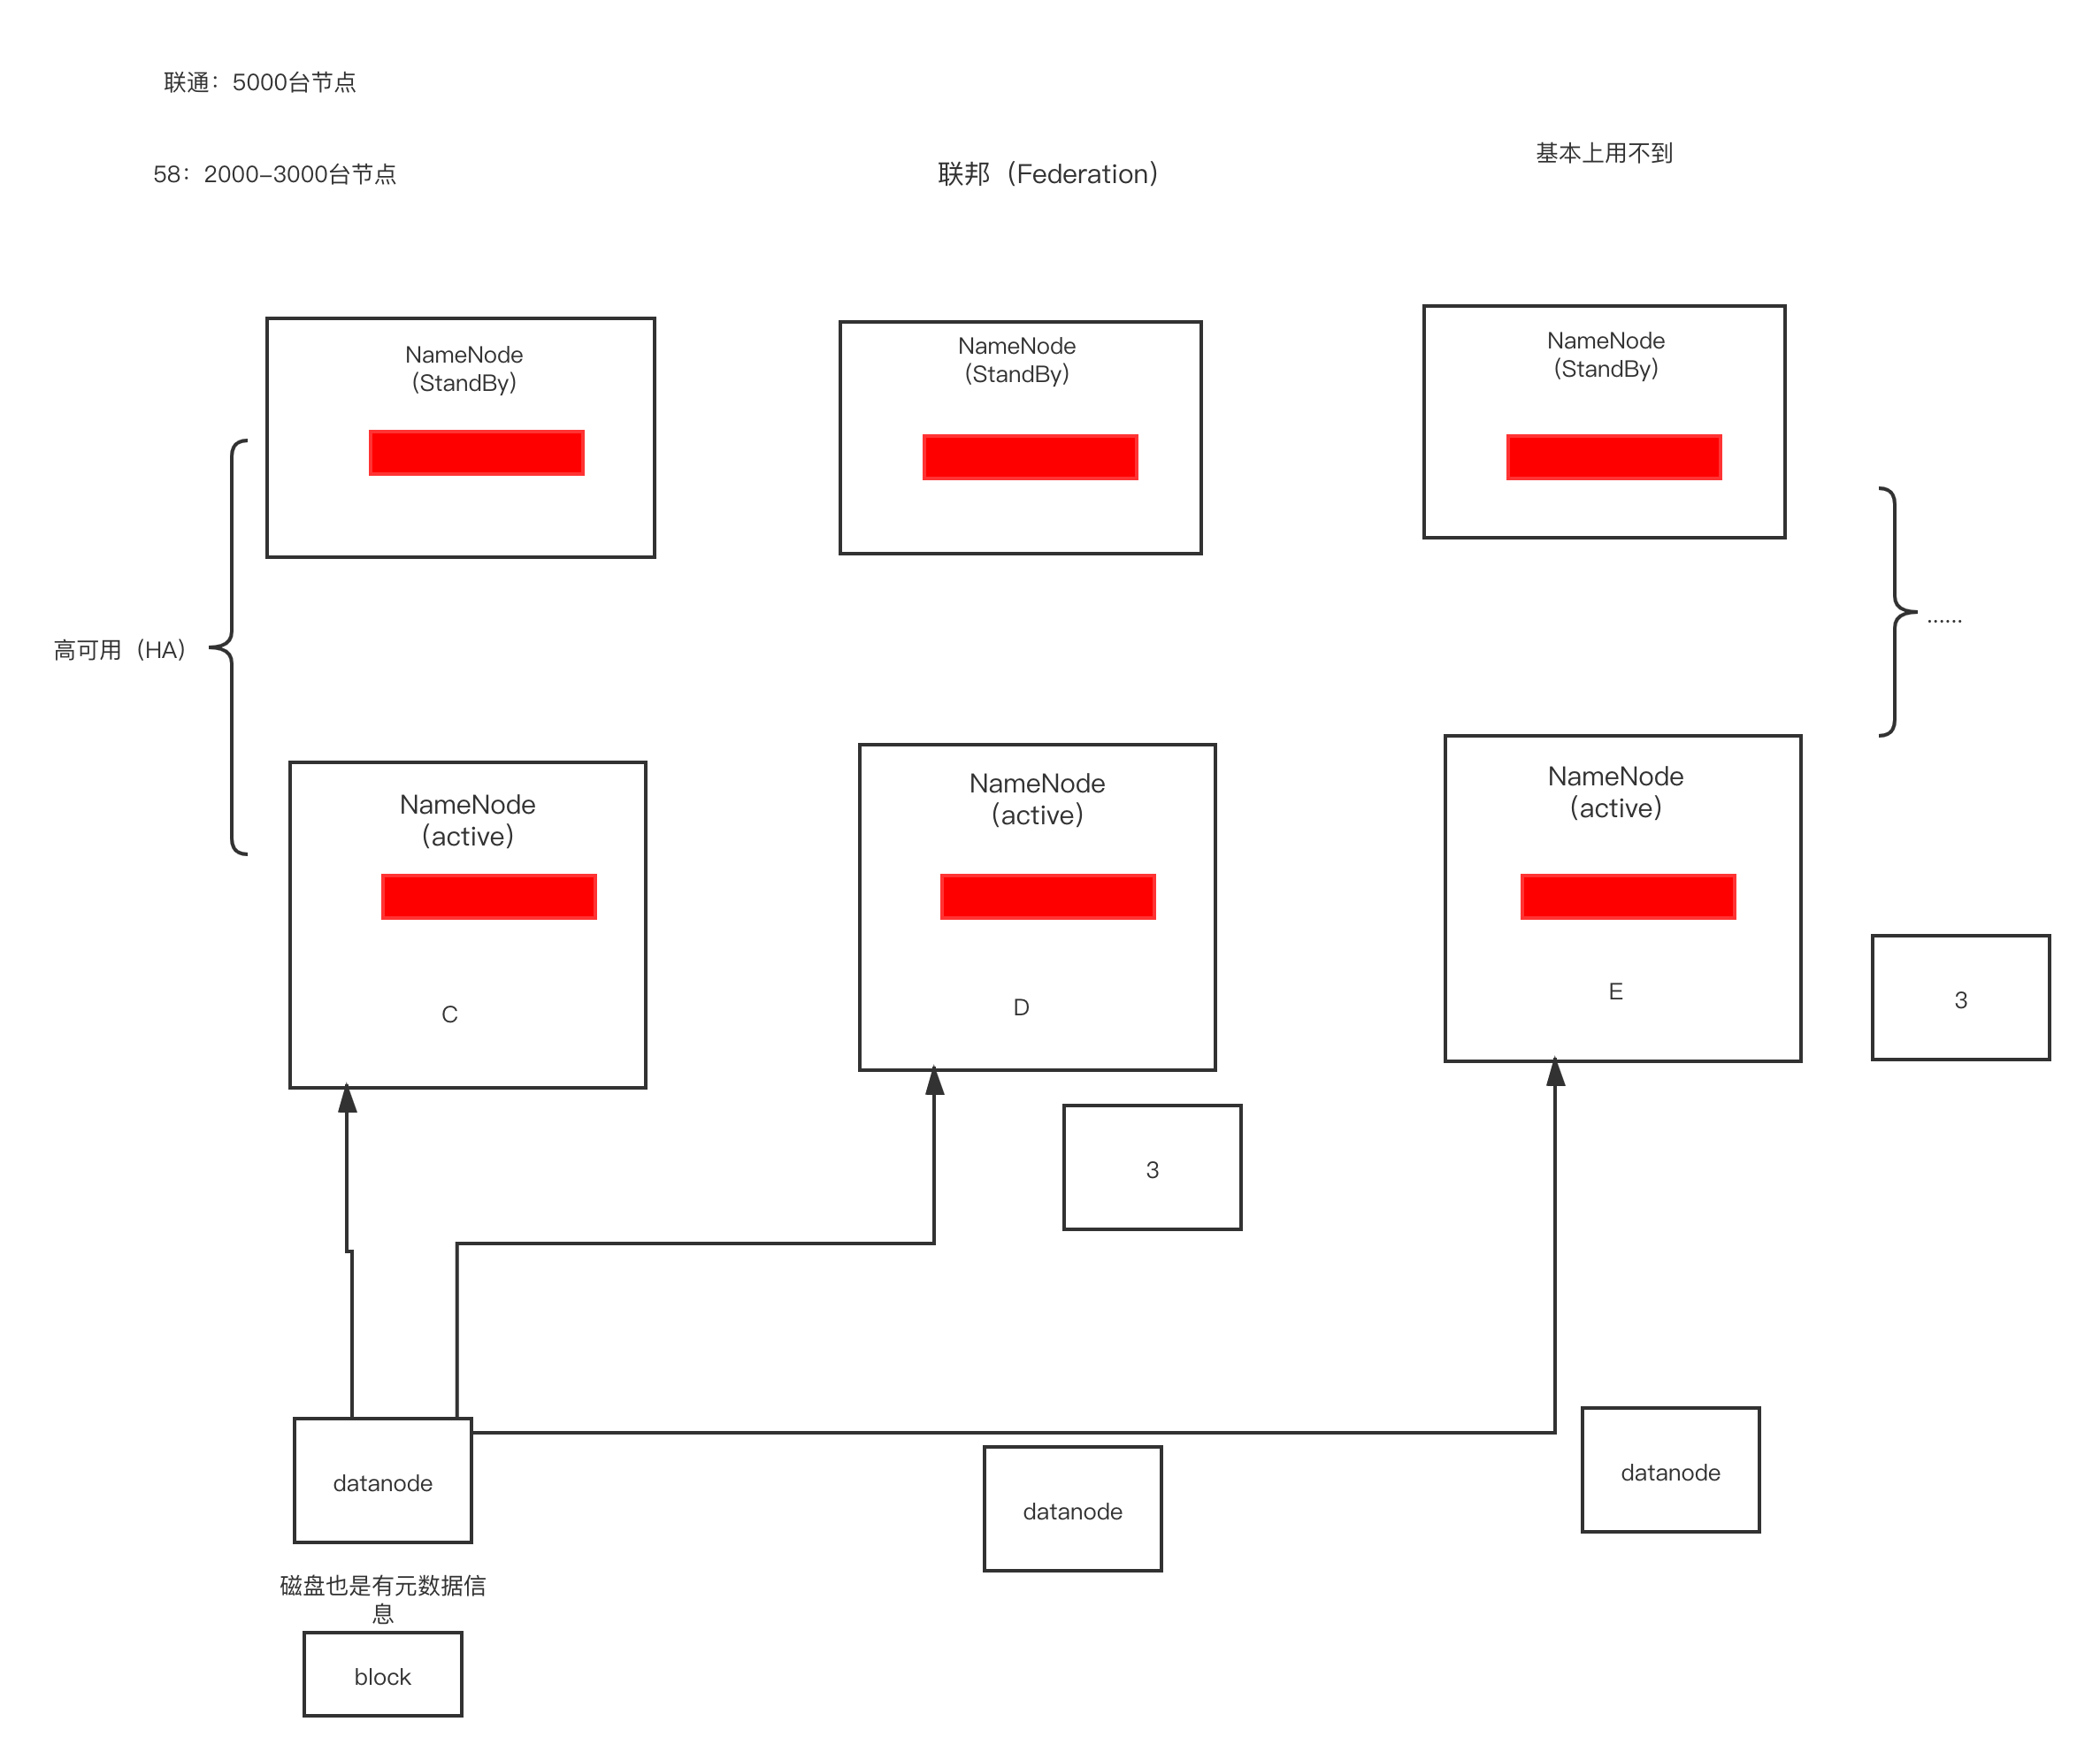 联通：5000台节点
基本上用不到
58：2000-3000台节点
联邦（Federation）
NameNode
(StandBy)
NameNode
(StandBy)
NameNode
(StandBy)
高可用（HA）
......
NameNode
(active)
C
NameNode
(active)
D
NameNode
(active)
E
3
3
datanode
datanode
datanode
磁盘也是有元数据信
息
block